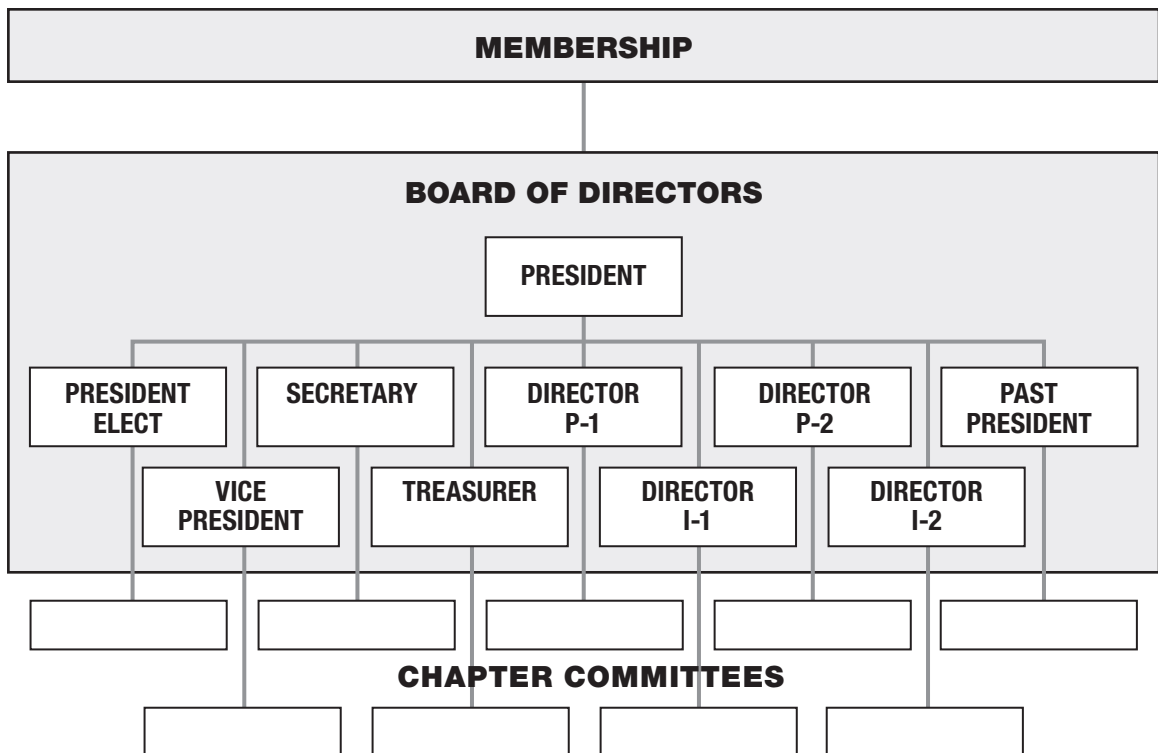 MEMBERSHIP
BOARD OF DIRECTORS
PRESIDENT
PRESIDENT
ELECT
SECRETARY
DIRECTOR
P-1
DIRECTOR
P-2
PAST
PRESIDENT
VICE
PRESIDENT
TREASURER
DIRECTOR
I-1
DIRECTOR
I-2
CHAPTER COMMITTEES